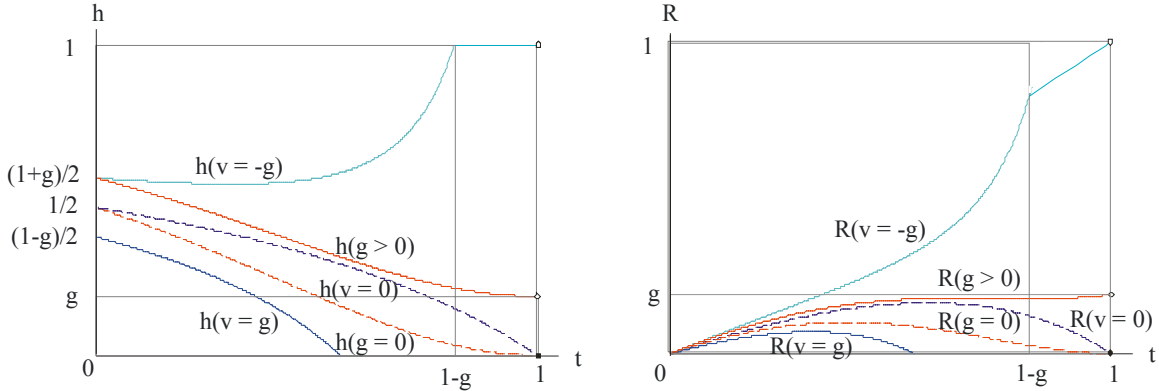 h
1
(1+g)/2
1/2
(1-g)/2
g
0
h(v = -g)
h(g > 0)
h(v = 0)
h(v = g)
h(g = 0)
1-g
1
t
R
1
g
0
R(v = -g)
R(g > 0)
R(g = 0)
R(v = 0)
R(v = g)
1-g
1
t